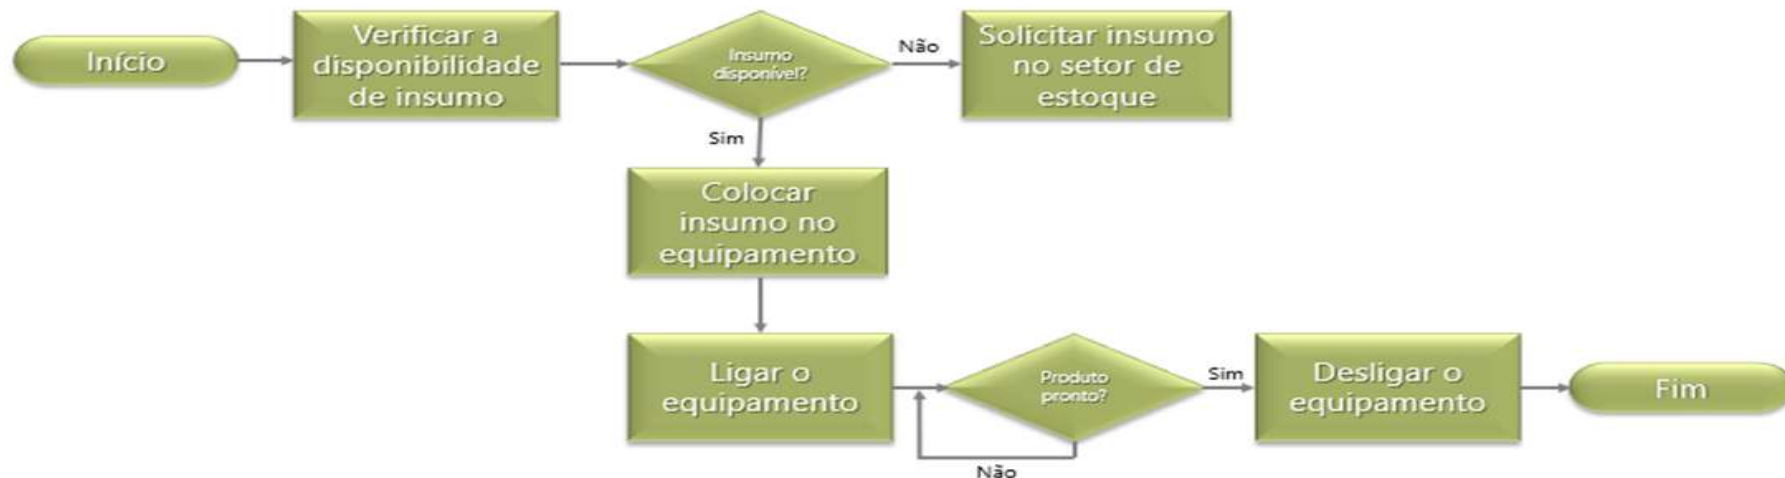 Início
Verificar a
disponibilidade
de insumo
Insumo
disponível?
Não
Solicitar insumo
no setor de
estoque
Sim
Colocar
insumo no
equipamento
Ligar o
equipamento
Produto
pronto?
Sim
Não
Desligar o
equipamento
Fim